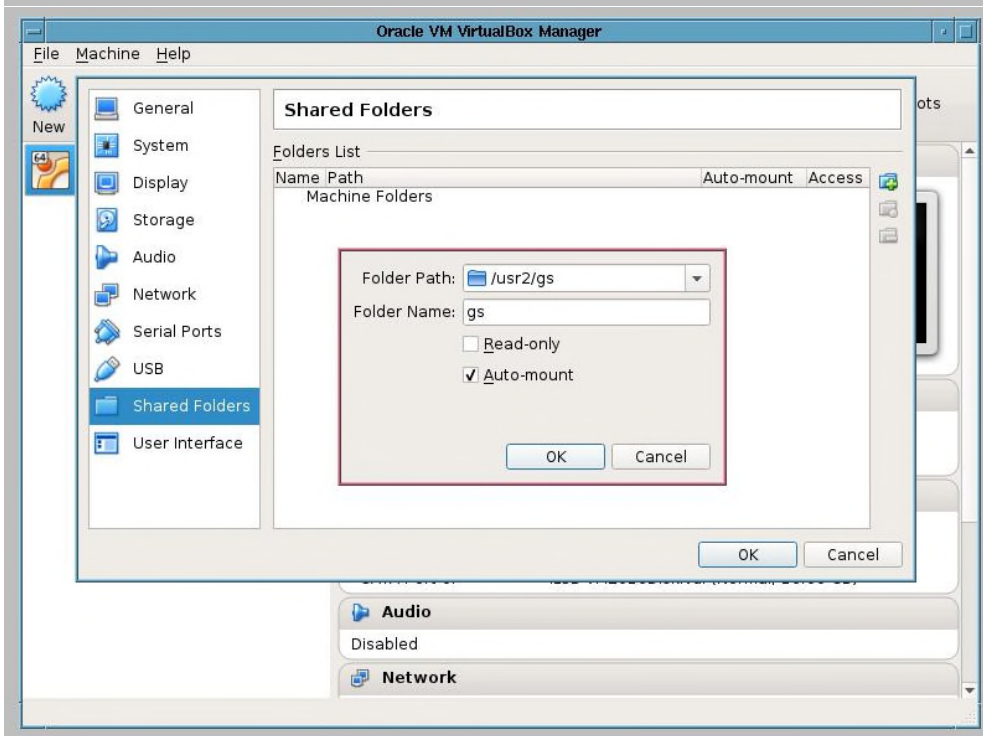 Oracle VM VirtualBox Manager
File Machine Help
New
ots
64
General
System
Display
Storage
Audio
Network
Serial Ports
USB
Shared Folders
User Interface
Shared Folders
Folders List
Name Path Auto-mount Access
Machine Folders
Folder Path: /usr2/gs
Folder Name: gs
Read-only
Auto-mount
OK Cancel
OK Cancel
Audio
Disabled
Network